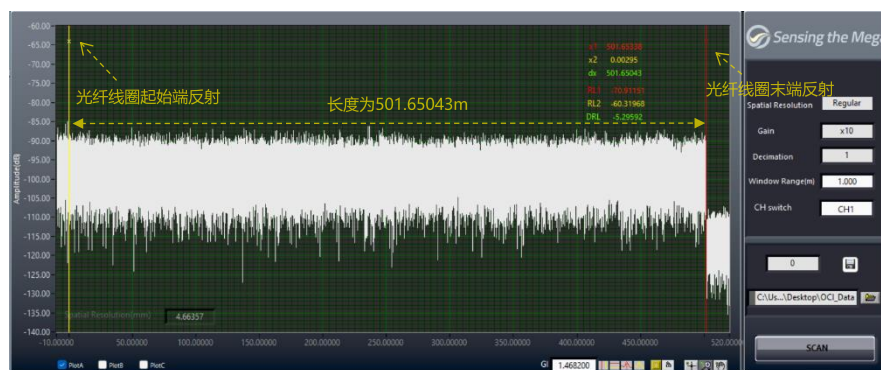 -60.00
-65.00
-70.00
-75.00
-80.00
-85.00
-90.00
-95.00
-100.00
-105.00
-110.00
-115.00
-120.00
-125.00
-130.00
-135.00
-140.00
Amplitude(dB)
光纤线圈起始端反射
长度为501.65043m
光纤线圈末端反射
x1 501.65338
x2 0.00295
dx 501.65043
RL1 -70.91151
RL2 -60.31968
DRL -5.29592
Spatial Resolution(mm) 4.66357
-10.00000 50.00000 100.00000 150.00000 200.00000 250.00000 300.00000 350.00000 400.00000 450.00000 520.00000
PlotA PlotB PlotC
GI 1.468200
Sensing the Mega
Spatial Resolution Regular
Gain x10
Decimation 1
Window Range(m) 1.000
CH switch CH1
0
C:\Us...\Desktop\OCI_Data
SCAN